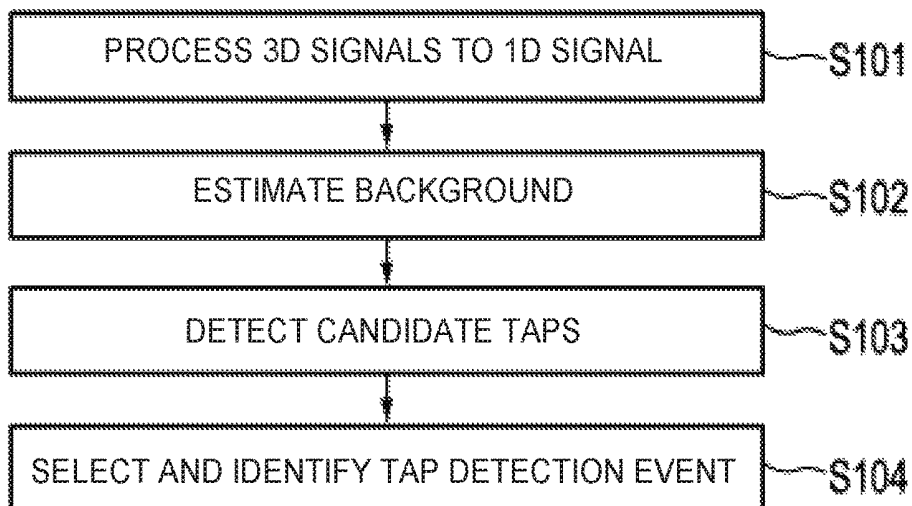 PROCESS 3D SIGNALS TO 1D SIGNAL S101
ESTIMATE BACKGROUND S102
DETECT CANDIDATE TAPS S103
SELECT AND IDENTIFY TAP DETECTION EVENT S104